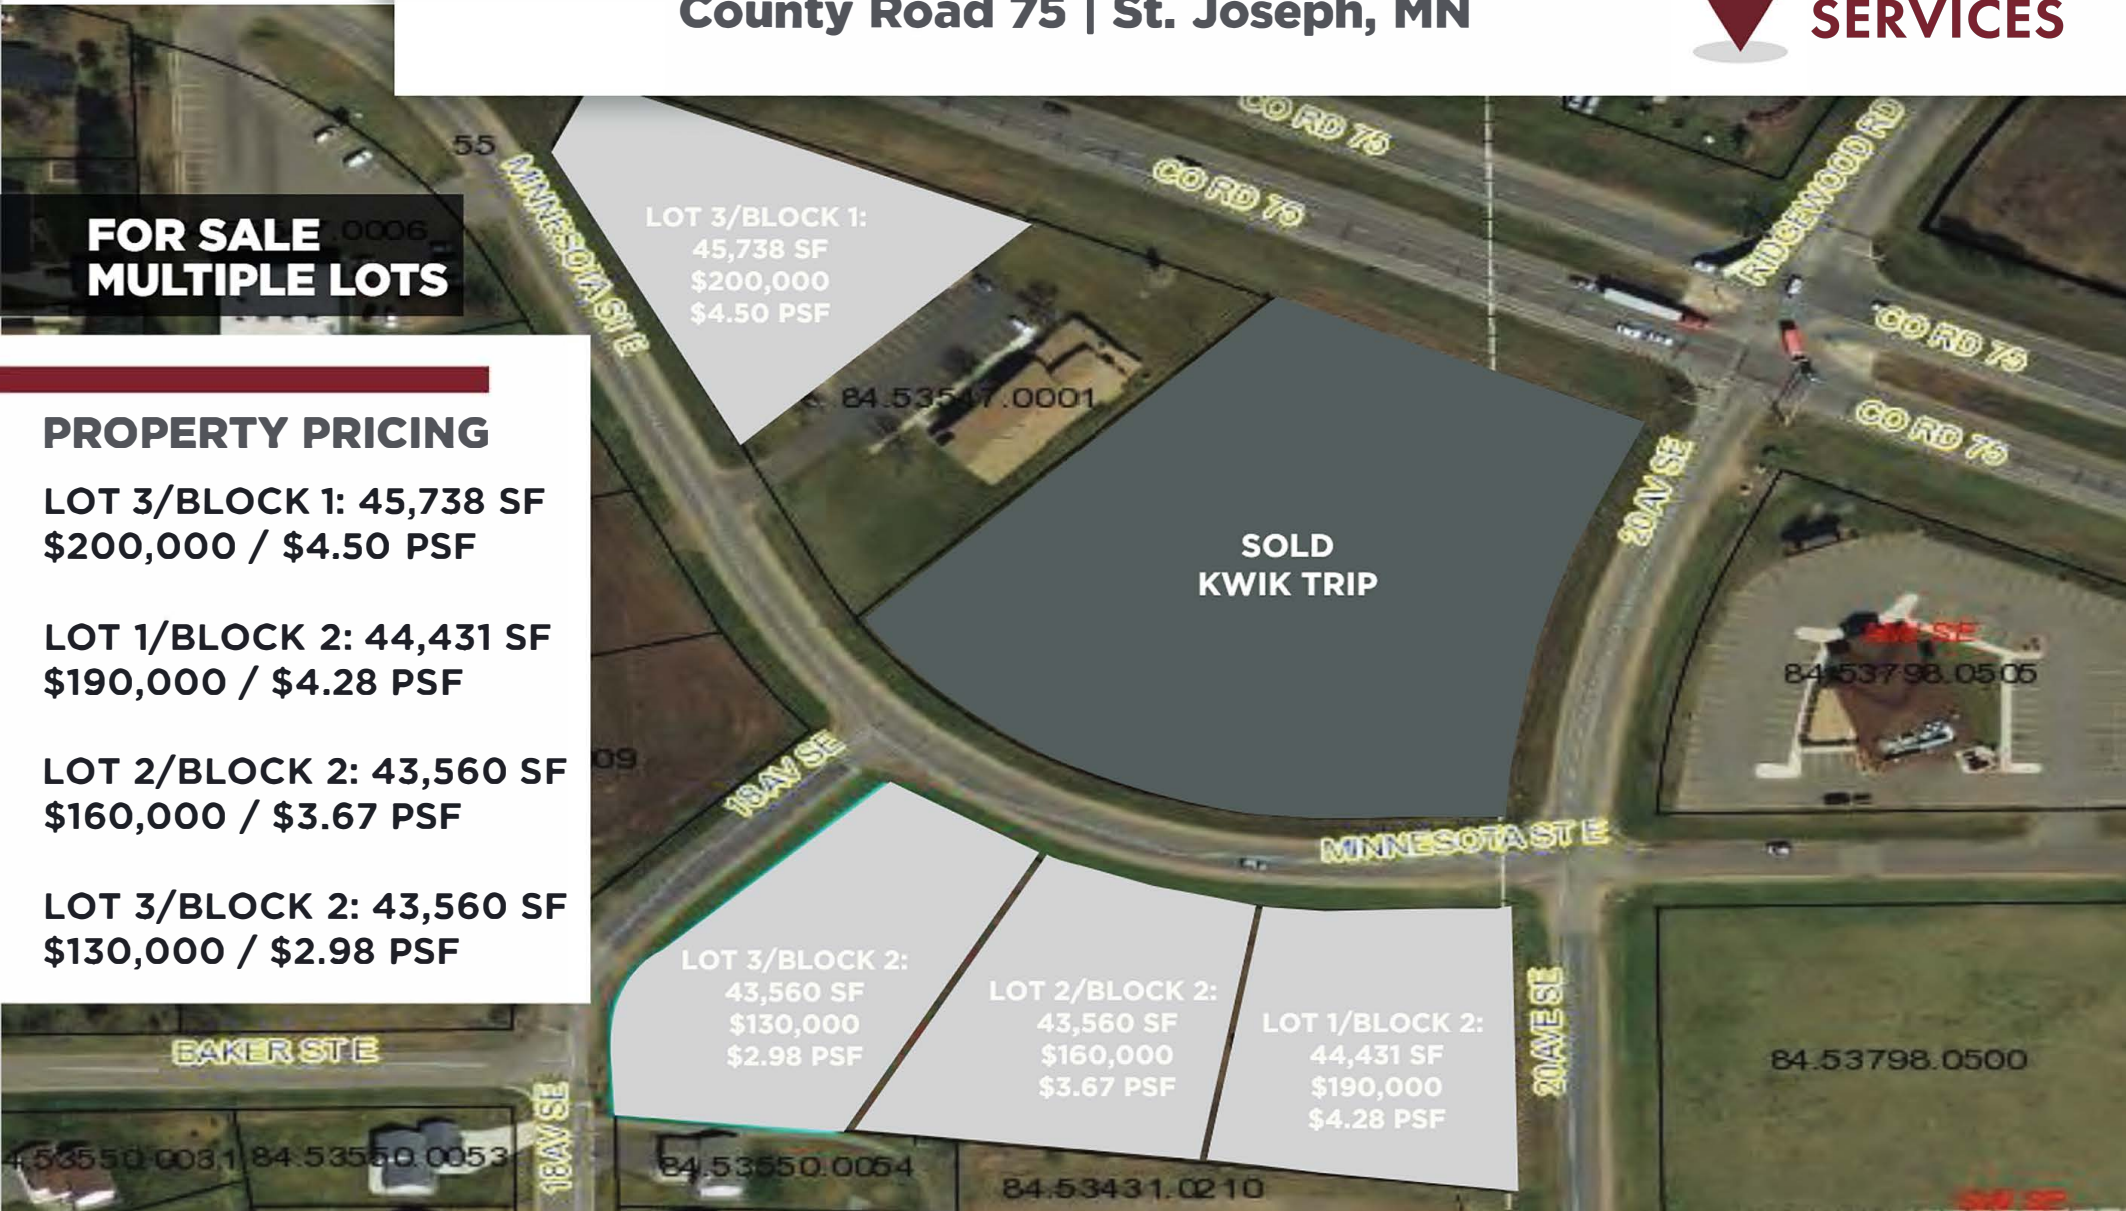 County Road 75 | St. Joseph, MN
SERVICES
CO RD 75
CO RD 75
RIDGEWOOD RD
55
MINNESOTA ST E
FOR SALE
MULTIPLE LOTS
.0006
LOT 3/BLOCK 1:
45,738 SF
$200,000
$4.50 PSF
CO RD 75
CO RD 75
84.53547.0001
20 AV SE
PROPERTY PRICING
LOT 3/BLOCK 1: 45,738 SF
$200,000 / $4.50 PSF
LOT 1/BLOCK 2: 44,431 SF
$190,000 / $4.28 PSF
LOT 2/BLOCK 2: 43,560 SF
$160,000 / $3.67 PSF
LOT 3/BLOCK 2: 43,560 SF
$130,000 / $2.98 PSF
SOLD
KWIK TRIP
84.53798.0505
09
18 AV SE
MINNESOTA ST E
LOT 3/BLOCK 2:
43,560 SF
$130,000
$2.98 PSF
LOT 2/BLOCK 2:
43,560 SF
$160,000
$3.67 PSF
LOT 1/BLOCK 2:
44,431 SF
$190,000
$4.28 PSF
20 AVE SE
84.53798.0500
BAKER ST E
18 AV SE
4.53550.0031
84.53550.0053
84.53550.0054
84.53431.0210